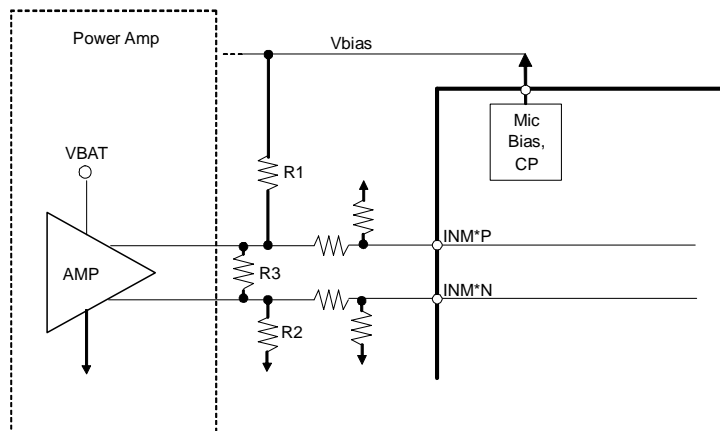 Power Amp
Vbias
Mic
Bias,
CP
VBAT
R1
INM*P
AMP
R3
INM*N
R2